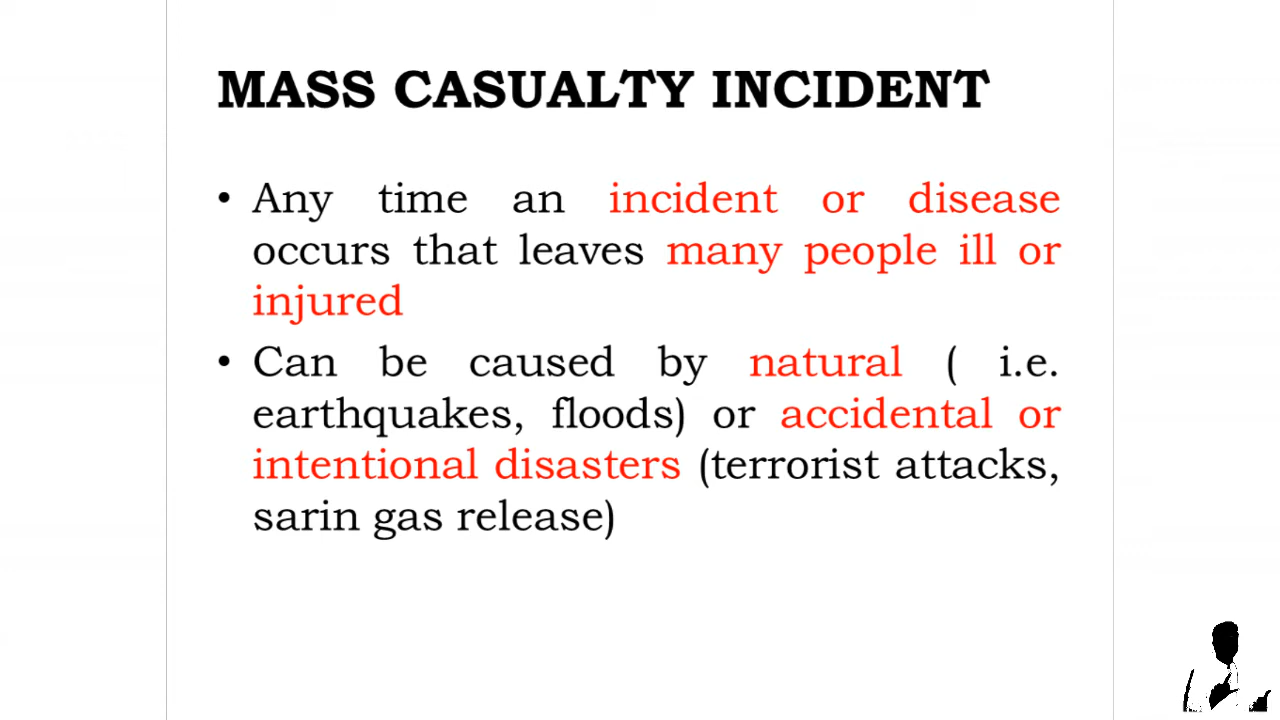 MASS CASUALTY INCIDENT
• Any time an incident or disease
occurs that leaves many people ill or
injured
• Can be caused by natural ( i.e.
earthquakes, floods) or accidental or
intentional disasters (terrorist attacks,
sarin gas release)